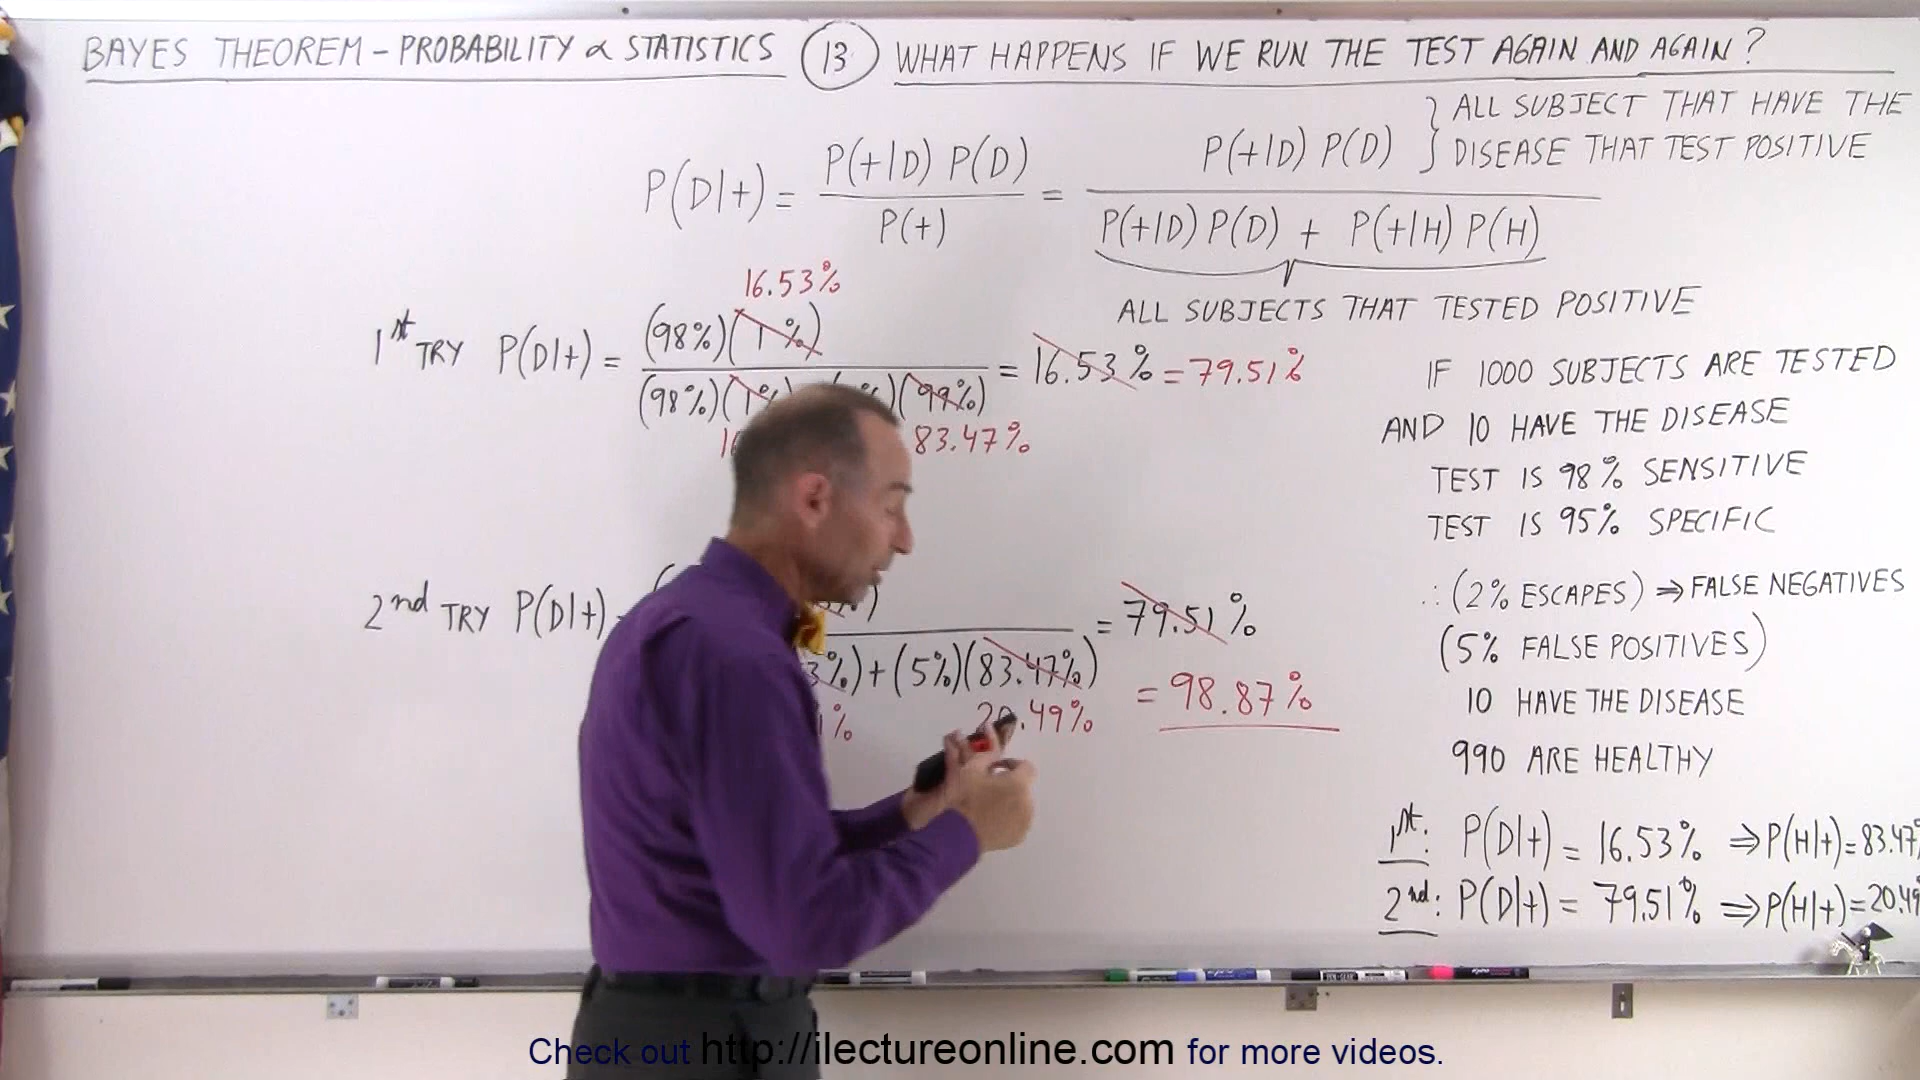 BAYES THEOREM - PROBABILITY & STATISTICS (13) WHAT HAPPENS IF WE RUN THE TEST AGAIN AND AGAIN?
P(D|+) = P(+|D) P(D) / P(+) = P(+|D) P(D) / P(+|D) P(D) + P(+|H) P(H)
} ALL SUBJECT THAT HAVE THE
DISEASE THAT TEST POSITIVE
ALL SUBJECTS THAT TESTED POSITIVE
16.53%
1st TRY P(D|+) = (98%)(1%)
(98%)(1% (99%) = 16.53% = 79.51%
83.47%
2nd TRY P(D|+)
3%) + (5%)(83.47%) = 79.51%
1% 20.49% = 98.87%
IF 1000 SUBJECTS ARE TESTED
AND 10 HAVE THE DISEASE
TEST IS 98% SENSITIVE
TEST IS 95% SPECIFIC
∴ (2% ESCAPES) ⇒ FALSE NEGATIVES
(5% FALSE POSITIVES)
10 HAVE THE DISEASE
990 ARE HEALTHY
1st: P(D|+) = 16.53% ⇒ P(H|+) = 83.47%
2nd: P(D|+) = 79.51% ⇒ P(H|+) = 20.49%
Check out http://ilectureonline.com for more videos.